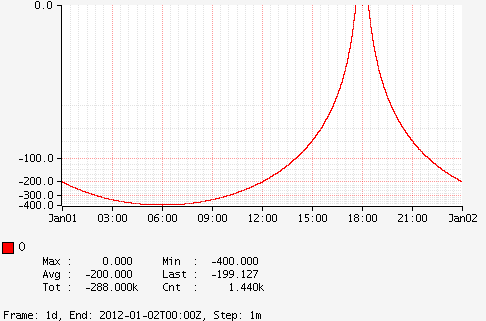 0.0
-100.0
-200.0
-300.0
-400.0
Jan01 03:00 06:00 09:00 12:00 15:00 18:00 21:00 Jan02
0
Max : 0.000 Min : -400.000
Avg : -200.000 Last : -199.127
Tot : -288.000k Cnt : 1.440k
Frame: 1d, End: 2012-01-02T00:00Z, Step: 1m